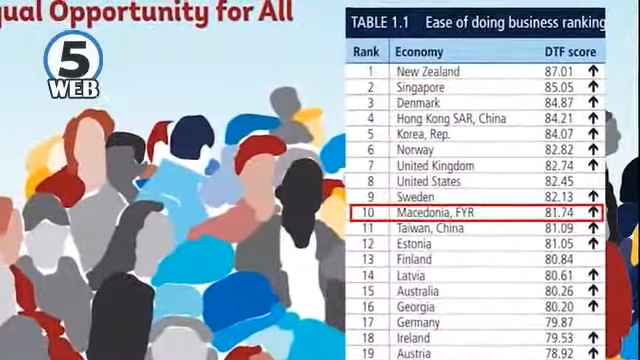 ual Opportunity for All
5
WEB
TABLE 1.1 Ease of doing business ranking
Rank Economy DTF score
1 New Zealand 87.01
2 Singapore 85.05
3 Denmark 84.87
4 Hong Kong SAR, China 84.21
5 Korea, Rep. 84.07
6 Norway 82.82
7 United Kingdom 82.74
8 United States 82.45
9 Sweden 82.13
10 Macedonia, FYR 81.74
11 Taiwan, China 81.09
12 Estonia 81.05
13 Finland 80.84
14 Latvia 80.61
15 Australia 80.26
16 Georgia 80.20
17 Germany 79.87
18 Ireland 79.53
19 Austria 78.92